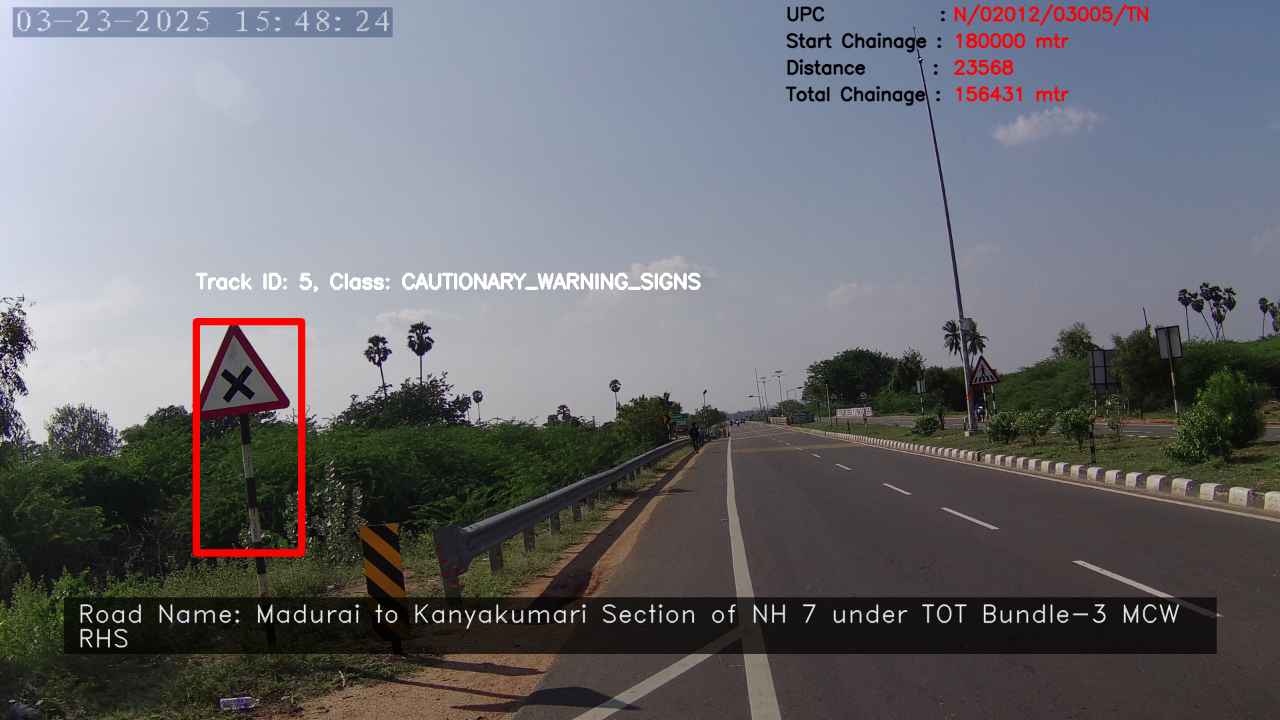 03-23-2025 15:48:24
UPC : N/02012/03005/TN
Start Chainage : 180000 mtr
Distance : 23568
Total Chainage : 156431 mtr
Track ID: 5, Class: CAUTIONARY_WARNING_SIGNS
Road Name: Madurai to Kanyakumari Section of NH 7 under TOT Bundle-3 MCW
RHS